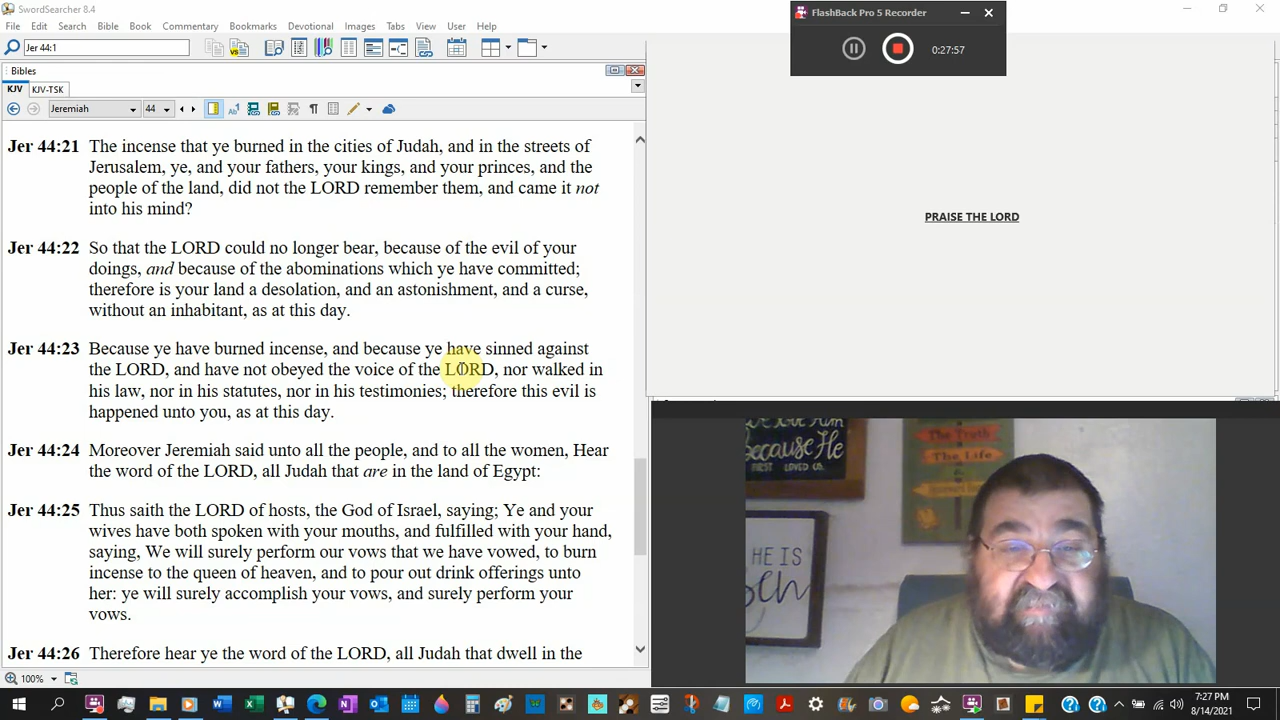 SwordSearcher 8.4
File Edit Search Bible Books Bookmarks Commentary Devotional Images Tabs View User Help
Jer 44:1
VS
Bibles
KJV KJV-TSK
Jeremiah 44
Jer 44:21 The incense that ye burned in the cities of Judah, and in the streets of
Jerusalem, ye, and your fathers, your kings, and your princes, and the
people of the land, did not the LORD remember them, and came it not
into his mind?
Jer 44:22 So that the LORD could no longer bear, because of the evil of your
doings, and because of the abominations which ye have committed;
therefore is your land a desolation, and an astonishment, and a curse,
without an inhabitant, as at this day.
Jer 44:23 Because ye have burned incense, and because ye have sinned against
the LORD, and have not obeyed the voice of the LORD, nor walked in
his law, nor in his statutes, nor in his testimonies; therefore this evil is
happened unto you, as at this day.
Jer 44:24 Moreover Jeremiah said unto all the people, and to all the women, Hear
the word of the LORD, all Judah that are in the land of Egypt:
Jer 44:25 Thus saith the LORD of hosts, the God of Israel, saying; Ye and your
wives have both spoken with your mouths, and fulfilled with your hand,
saying, We will surely perform our vows that we have vowed, to burn
incense to the queen of heaven, and to pour out drink offerings unto
her: ye will surely accomplish your vows, and surely perform your
vows.
Jer 44:26 Therefore hear ye the word of the LORD, all Judah that dwell in the
100%
FlashBack Pro 5 Recorder
0:27:57
PRAISE THE LORD
We love Him
because He
FIRST LOVED US.
The Truth
The Life
HE IS
7:27 PM
8/14/2021